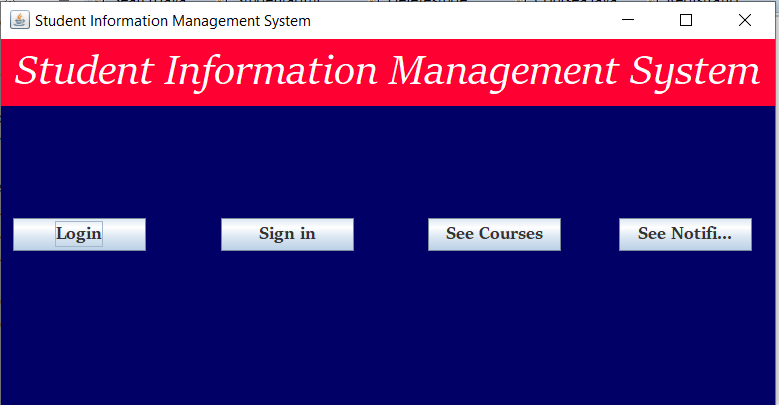 Student Information Management System
Student Information Management System
Login
Sign in
See Courses
See Notifi...